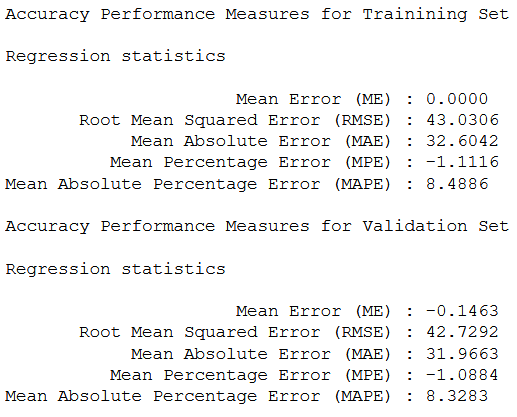 Accuracy Performance Measures for Trainining Set
Regression statistics
Mean Error (ME) : 0.0000
Root Mean Squared Error (RMSE) : 43.0306
Mean Absolute Error (MAE) : 32.6042
Mean Percentage Error (MPE) : -1.1116
Mean Absolute Percentage Error (MAPE) : 8.4886
Accuracy Performance Measures for Validation Set
Regression statistics
Mean Error (ME) : -0.1463
Root Mean Squared Error (RMSE) : 42.7292
Mean Absolute Error (MAE) : 31.9663
Mean Percentage Error (MPE) : -1.0884
Mean Absolute Percentage Error (MAPE) : 8.3283